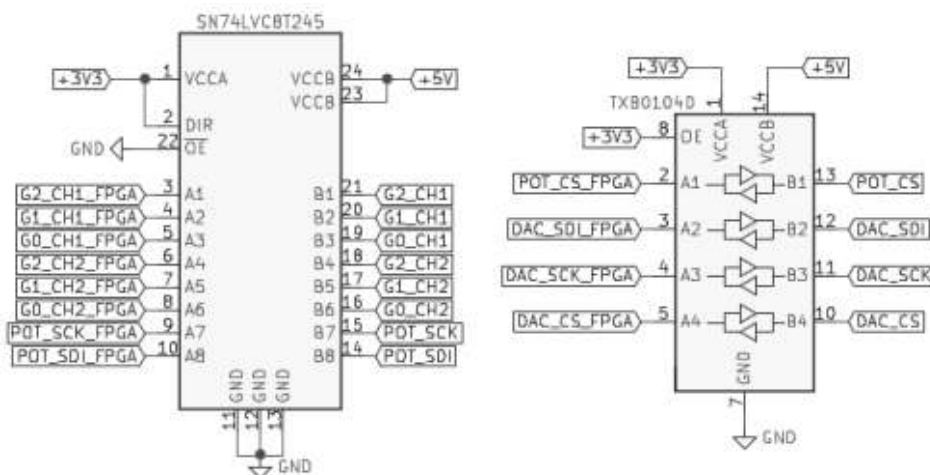 SN74LVC8T245
+3V3 1 VCCA VCCB 24 +5V
VCCB 23
2 DIR
GND 22 OE
G2_CH1_FPGA 3 A1 B1 21 G2_CH1
G1_CH1_FPGA 4 A2 B2 20 G1_CH1
G0_CH1_FPGA 5 A3 B3 19 G0_CH1
G2_CH2_FPGA 6 A4 B4 18 G2_CH2
G1_CH2_FPGA 7 A5 B5 17 G1_CH2
G0_CH2_FPGA 8 A6 B6 16 G0_CH2
POT_SCK_FPGA 9 A7 B7 15 POT_SCK
POT_SDI_FPGA 10 A8 B8 14 POT_SDI
GND GND GND
11 12 13
GND
+3V3 +5V
TXB0104D 1 14
+3V3 8 OE VCCA VCCB
POT_CS_FPGA 2 A1 B1 13 POT_CS
DAC_SDI_FPGA 3 A2 B2 12 DAC_SDI
DAC_SCK_FPGA 4 A3 B3 11 DAC_SCK
DAC_CS_FPGA 5 A4 B4 10 DAC_CS
GND
7
GND